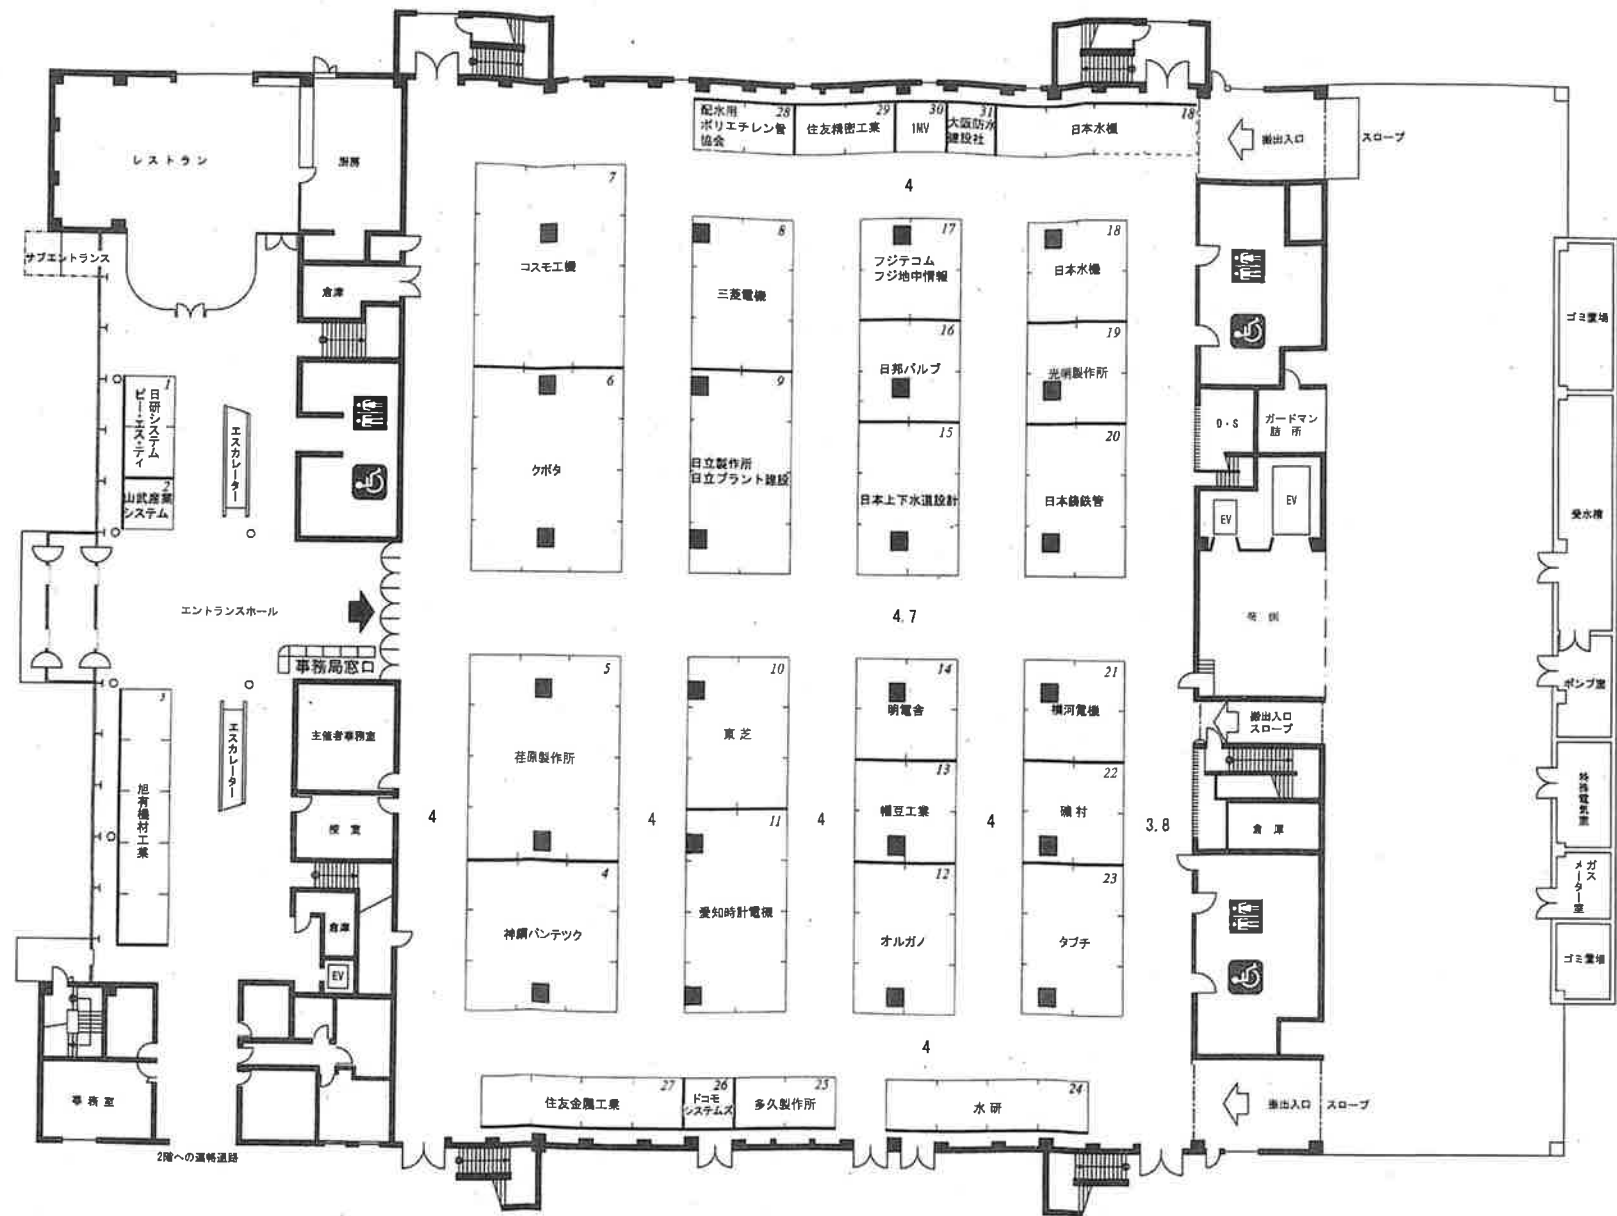 配水用
ポリエチレン管
協会
28
住友精密工業
29
IMV
30
大阪防水
建設社
31
日本水機
18
搬出入口
スロープ
レストラン
厨房
サブエントランス
倉庫
コスモ工機
7
三菱電機
8
フジテコム
フジ地中情報
17
日本水機
18
4
ゴミ置場
日邦バルブ
16
光明製作所
19
日研システム
ピー・エス・ティ
1
山武産業
システム
2
エスカレーター
クボタ
6
日立製作所
日立プラント建設
9
日本上下水道設計
15
日本鋳鉄管
20
D・S
ガードマン
詰所
EV
EV
受水槽
エントランスホール
事務局窓口
4.7
荷捌
搬出入口
スロープ
ポンプ室
主催者事務室
荏原製作所
5
東芝
10
明電舎
14
横河電機
21
旭有機材工業
3
エスカレーター
控室
4
4
4
4
3.8
幡豆工業
13
磯村
22
倉庫
特殊電気室
ガス
メーター室
倉庫
EV
神鋼パンテツク
4
愛知時計電機
11
オルガノ
12
タブチ
23
ゴミ置場
4
事務室
2階への連絡通路
住友金属工業
27
ドコモ
システムズ
26
多久製作所
25
水研
24
搬出入口
スロープ